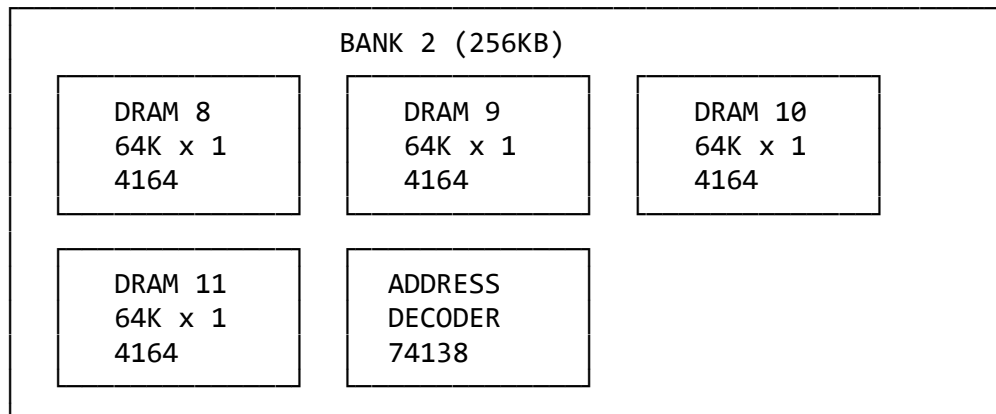 BANK 2 (256KB)
DRAM 8 DRAM 9 DRAM 10
64K x 1 64K x 1 64K x 1
4164 4164 4164
DRAM 11 ADDRESS
64K x 1 DECODER
4164 74138